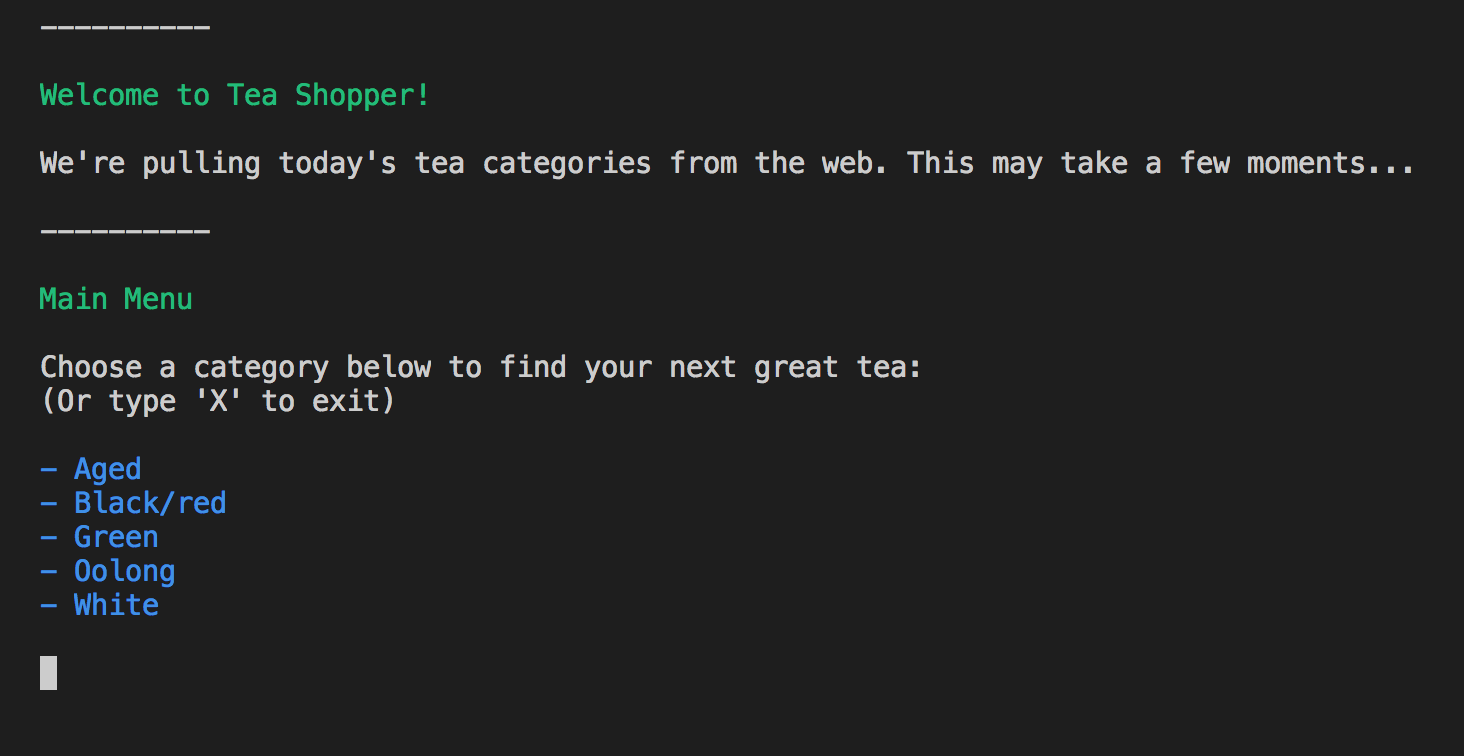 ----------
Welcome to Tea Shopper!
We're pulling today's tea categories from the web. This may take a few moments...
----------
Main Menu
Choose a category below to find your next great tea:
(Or type 'X' to exit)
- Aged
- Black/red
- Green
- Oolong
- White